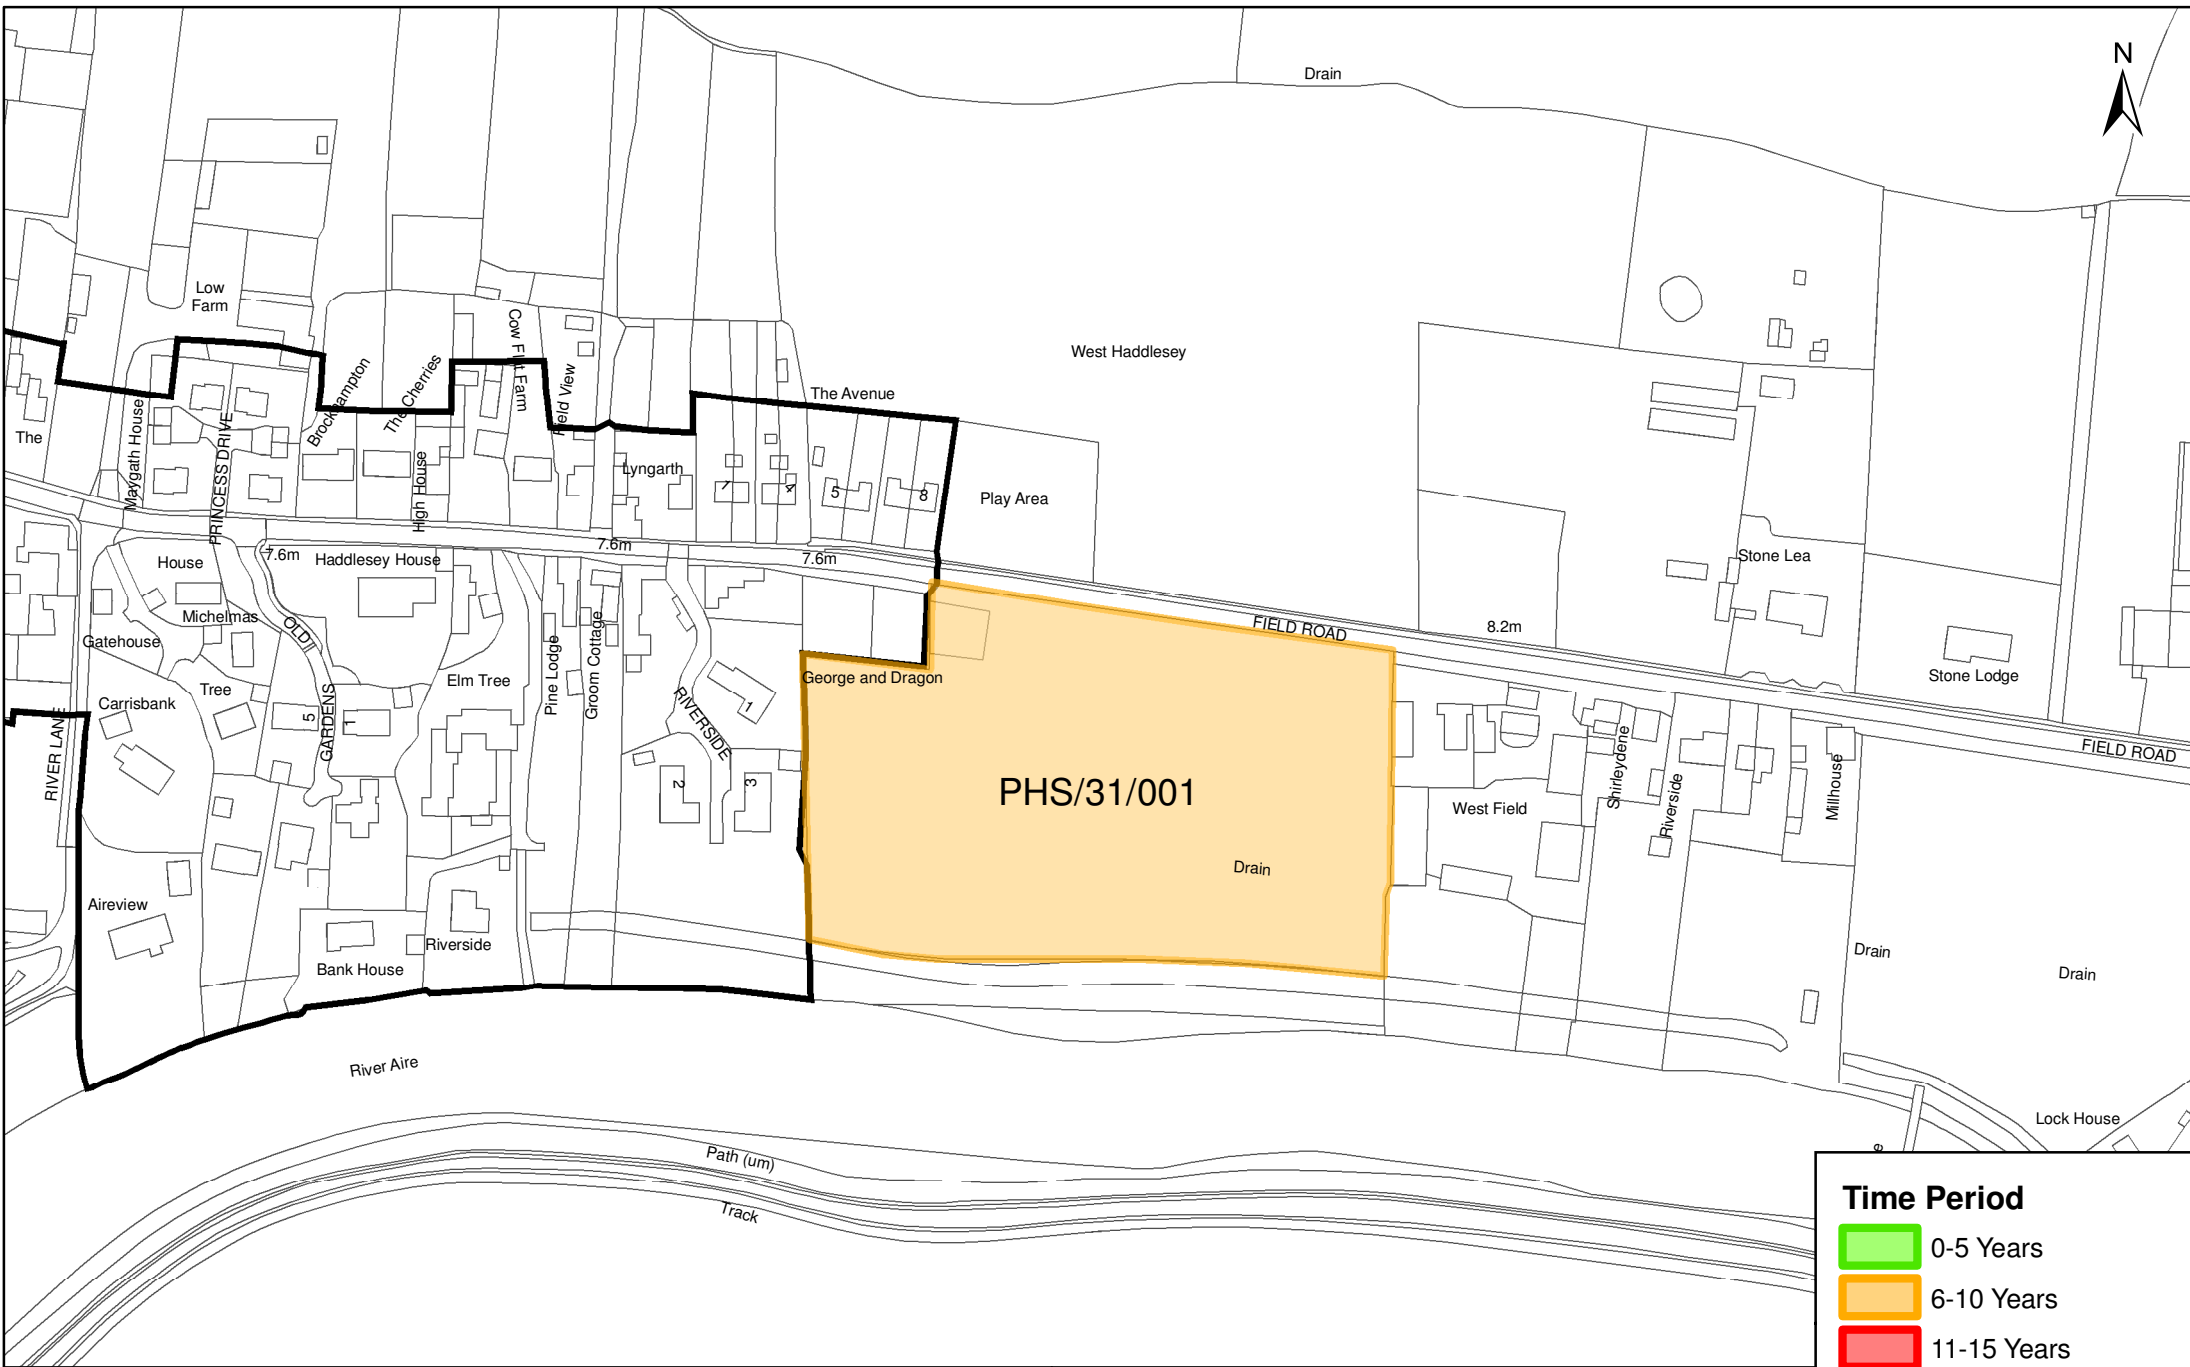 N
Drain
Low
Farm
West Haddlesey
The Avenue
The
Maygath House
PRINCESS DRIVE
Brockhampton
The Cherries
High House
Cow Flatt Farm
Field View
Lyngarth
1
4
5
8
Play Area
7.6m
7.6m
7.6m
House
Haddlesey House
Michelmas
Gatehouse
OLD
GARDENS
Tree
Carrisbank
5
1
Elm Tree
Pine Lodge
Groom Cottage
RIVERSIDE
1
2
3
George and Dragon
FIELD ROAD
8.2m
Stone Lea
Stone Lodge
FIELD ROAD
RIVER LANE
PHS/31/001
Drain
West Field
Shirleydene
Riverside
Millhouse
Aireview
Riverside
Bank House
Drain
Drain
River Aire
Path (um)
Track
Lock House
e
Time Period
0-5 Years
6-10 Years
11-15 Years